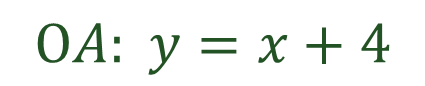 OA: y = x + 4